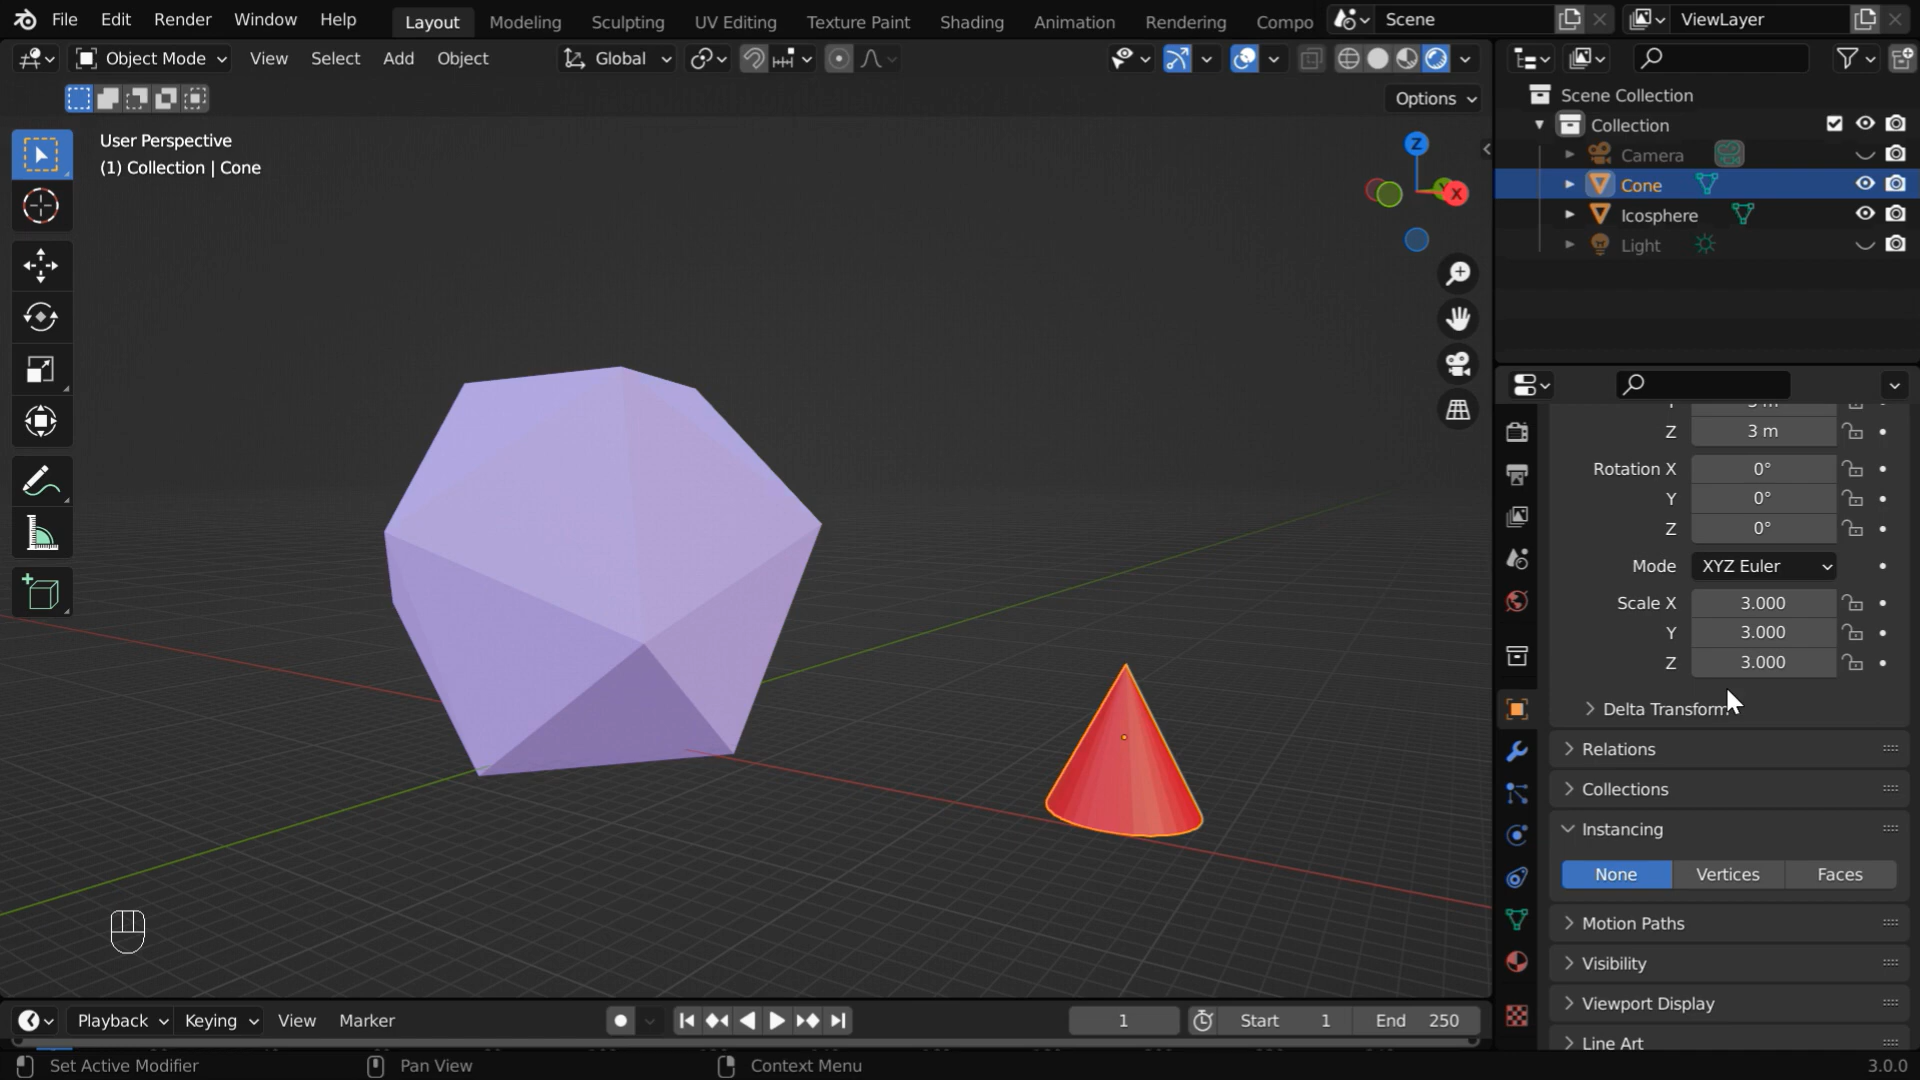 File Edit Render Window Help Layout Modeling Sculpting UV Editing Texture Paint Shading Animation Rendering Compo Scene ViewLayer
Object Mode View Select Add Object Global
Options
User Perspective
(1) Collection | Cone
Z
X
Scene Collection
Collection
Camera
Cone
Icosphere
Light
Z 3 m
Rotation X 0°
Y 0°
Z 0°
Mode XYZ Euler
Scale X 3.000
Y 3.000
Z 3.000
Delta Transform
Relations
Collections
Instancing
None Vertices Faces
Motion Paths
Visibility
Viewport Display
Line Art
Playback Keying View Marker 1 Start 1 End 250
Set Active Modifier Pan View Context Menu 3.0.0